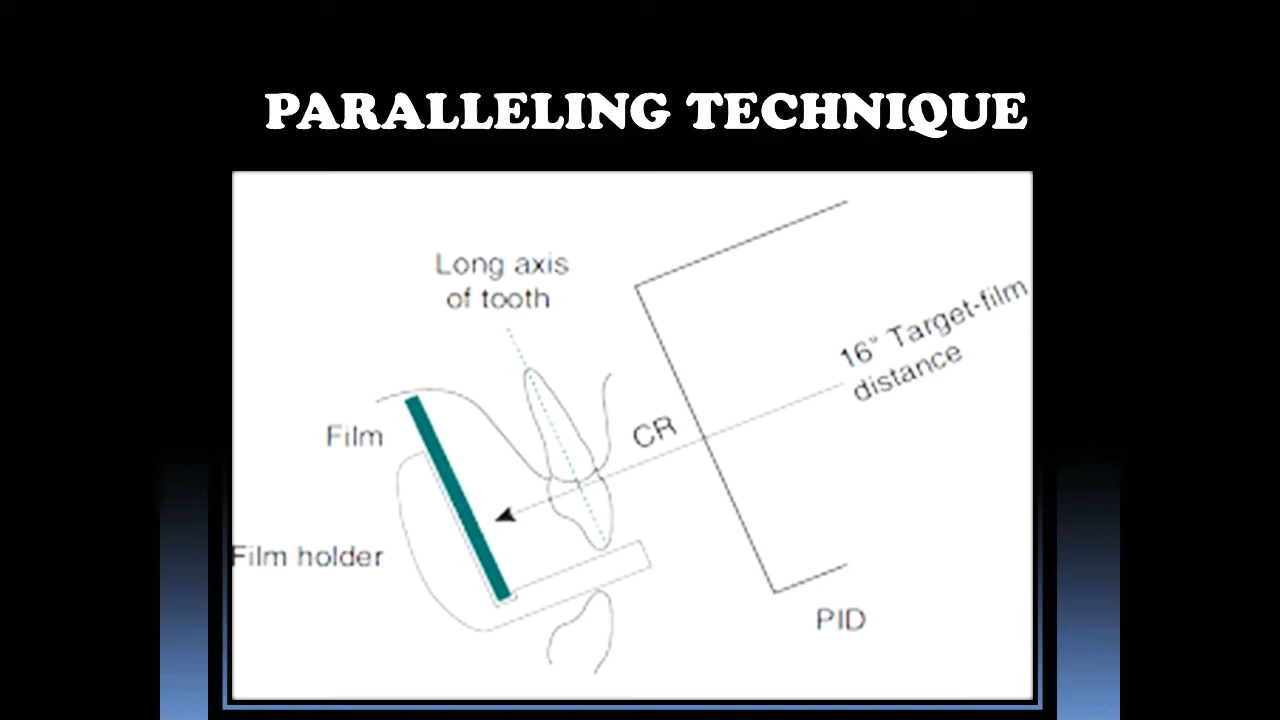 PARALLELING TECHNIQUE
Long axis
of tooth
16" Target-film
distance
CR
Film
Film holder
PID